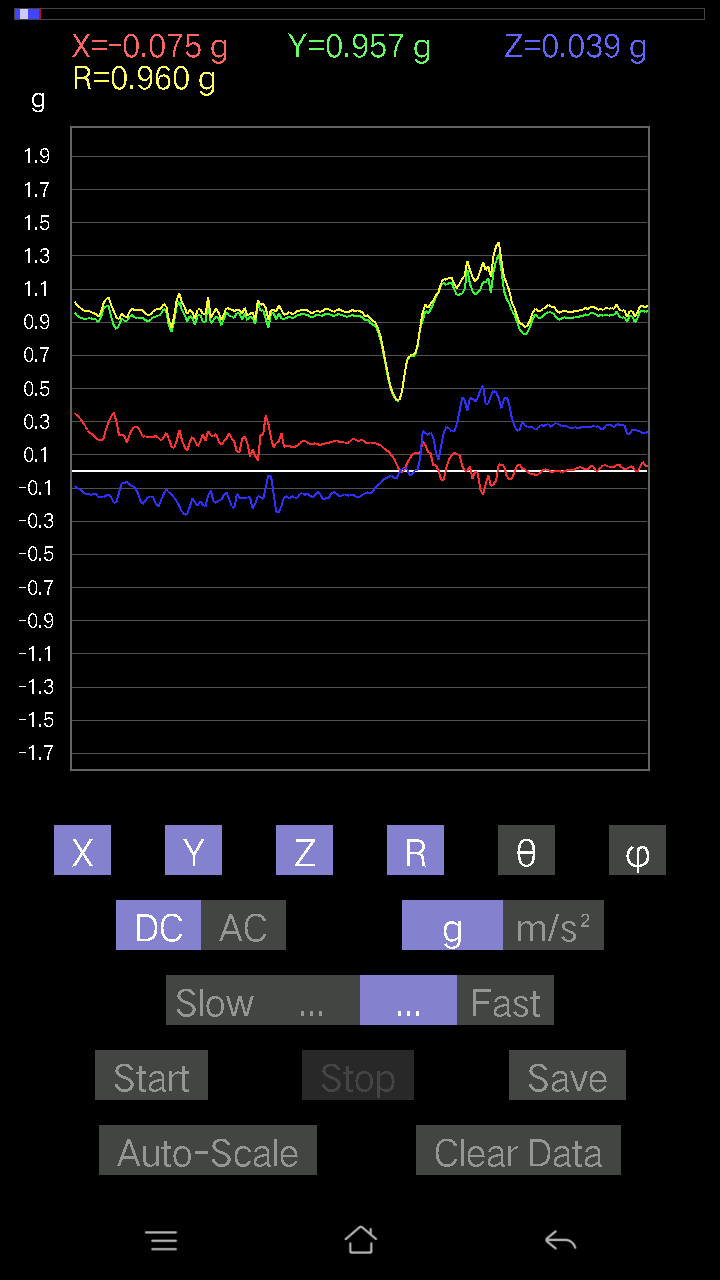 X=-0.075 g Y=0.957 g Z=0.039 g
R=0.960 g
g
1.9
1.7
1.5
1.3
1.1
0.9
0.7
0.5
0.3
0.1
-0.1
-0.3
-0.5
-0.7
-0.9
-1.1
-1.3
-1.5
-1.7
X Y Z R θ φ
DC AC g m/s²
Slow ... ... Fast
Start Stop Save
Auto-Scale Clear Data